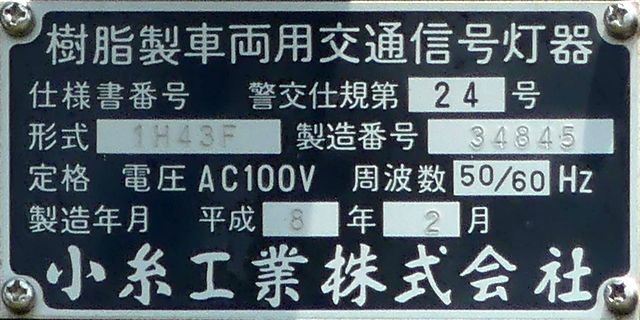 樹脂製車両用交通信号灯器
仕様書番号 警交仕規第 24 号
形式 1H43F 製造番号 34845
定格 電圧 AC100V 周波数 50/60 Hz
製造年月 平成 8 年 2 月
小糸工業株式会社